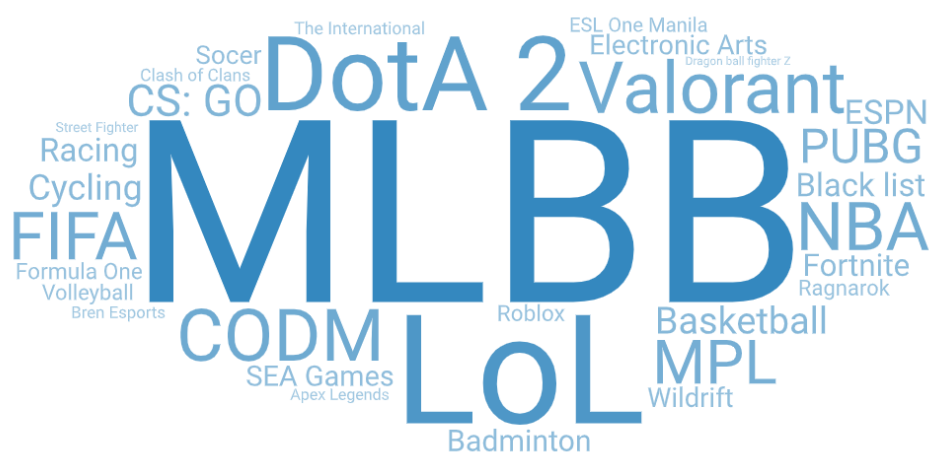 The International
ESL One Manila
Socer
DotA 2
Electronic Arts
Dragon ball fighter Z
Clash of Clans
Valorant
CS: GO
ESPN
Street Fighter
MLBB
PUBG
Racing
Cycling
Black list
FIFA
NBA
Formula One
Fortnite
Volleyball
Ragnarok
Bren Esports
Roblox
CODM
LoL
Basketball
SEA Games
MPL
Apex Legends
Wildrift
Badminton